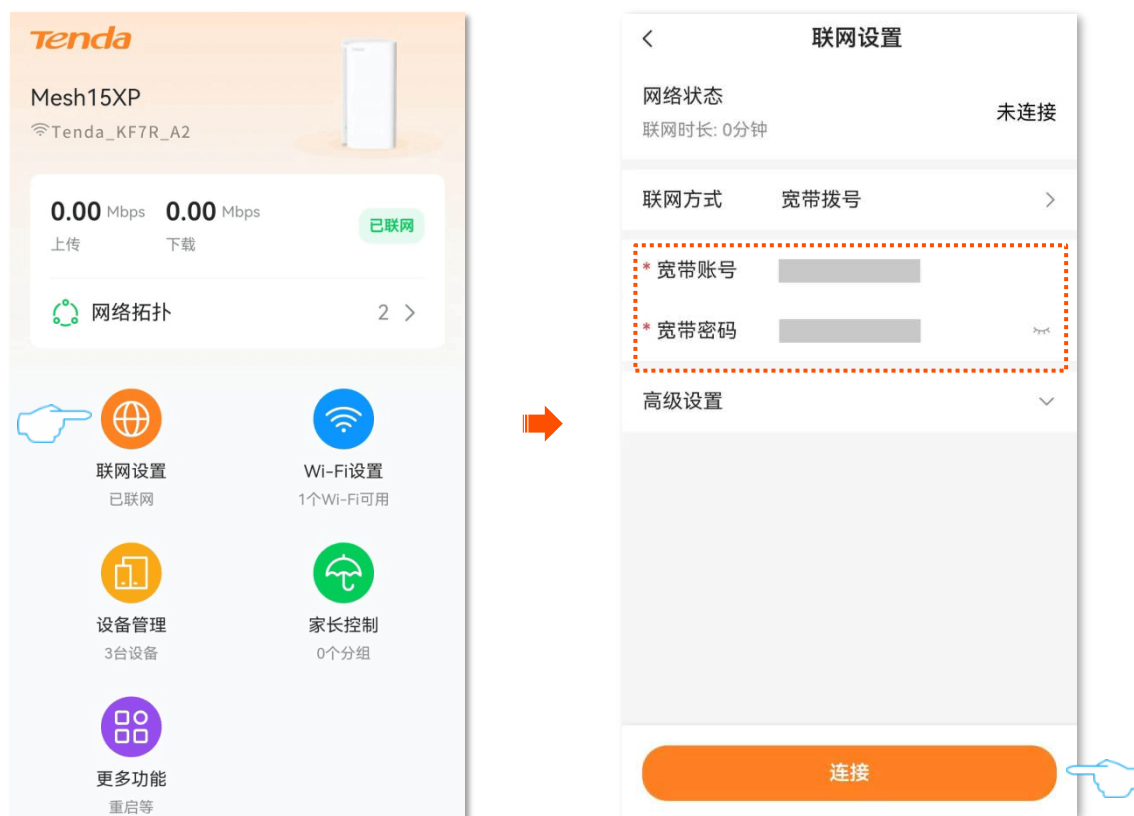 Tenda
Mesh15XP
Tenda_KF7R_A2
0.00 Mbps 0.00 Mbps
上传 下载
已联网
网络拓扑 2
联网设置 Wi-Fi设置
已联网 1个Wi-Fi可用
设备管理 家长控制
3台设备 0个分组
更多功能
重启等
联网设置
网络状态
联网时长: 0分钟
未连接
联网方式 宽带拨号
* 宽带账号
* 宽带密码
高级设置
连接